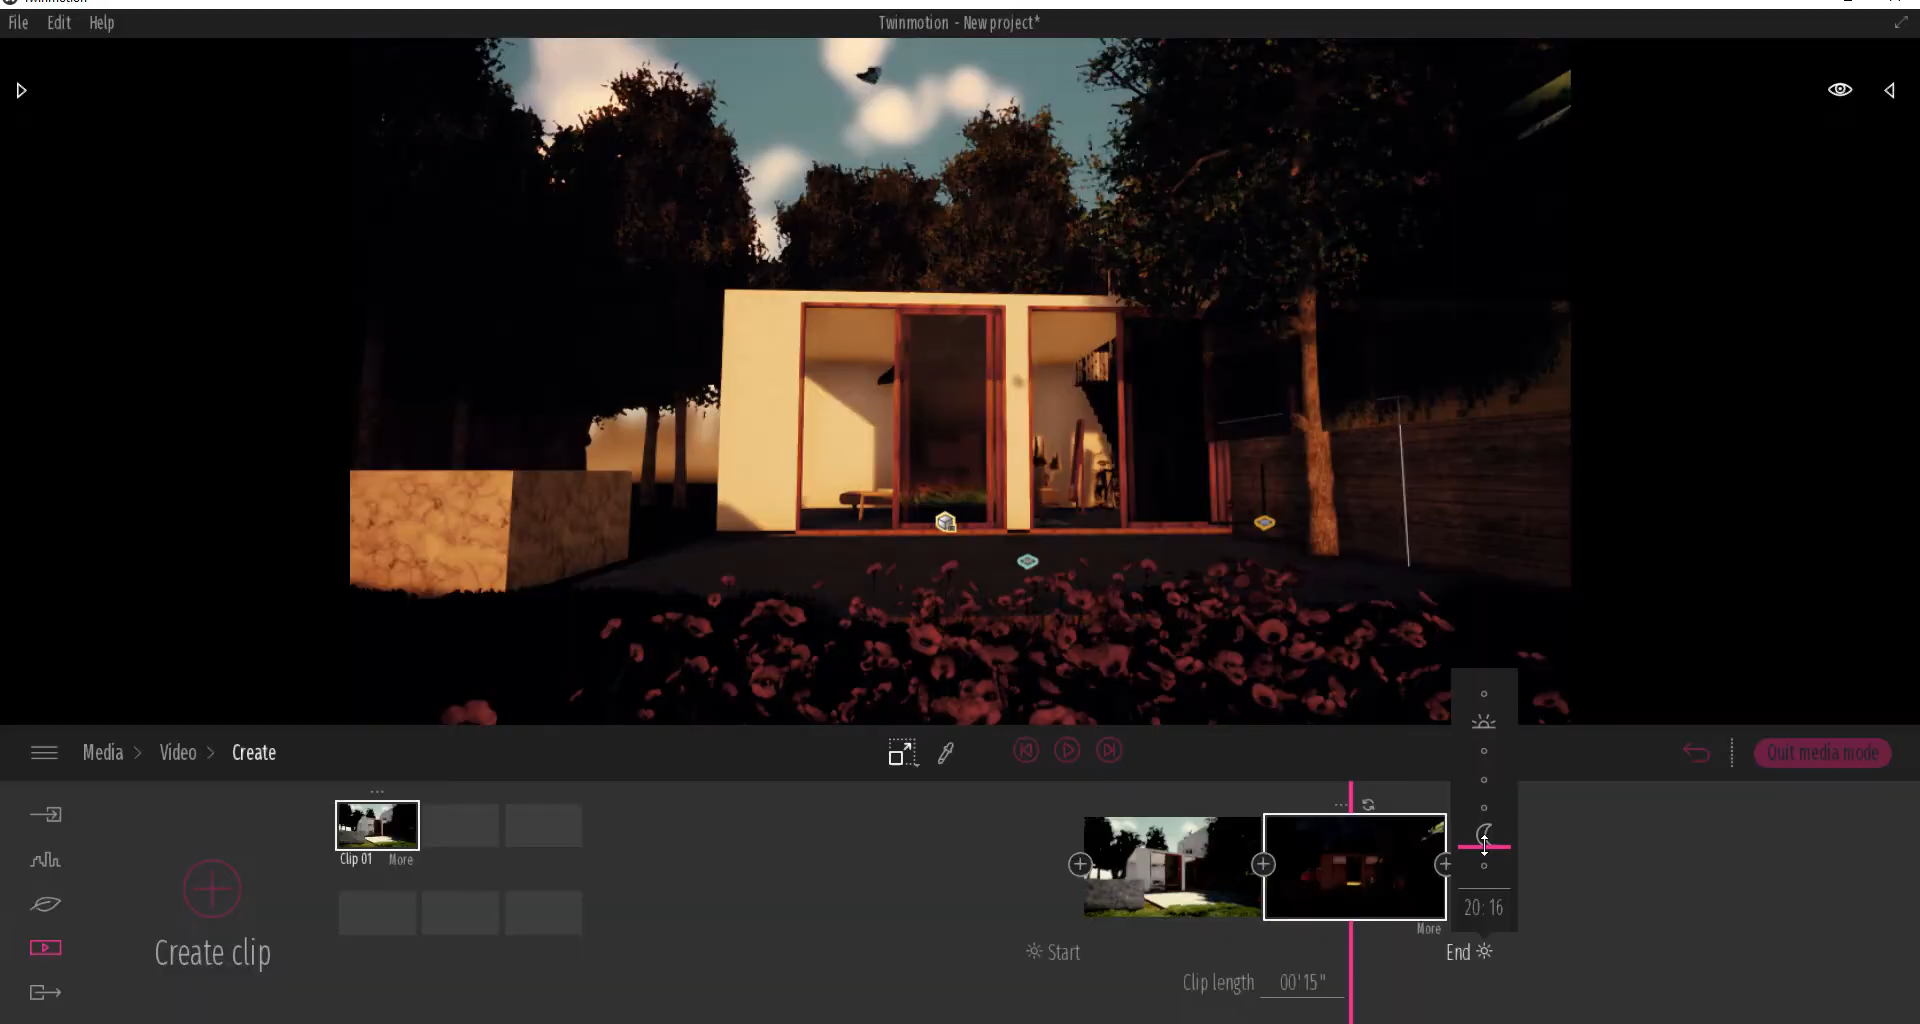 Twinmotion
File Edit Help
Twinmotion - New project*
Media > Video > Create
Quit media mode
Clip 01 More
Create clip
20: 16
More
Start
End
Clip length 00'15"